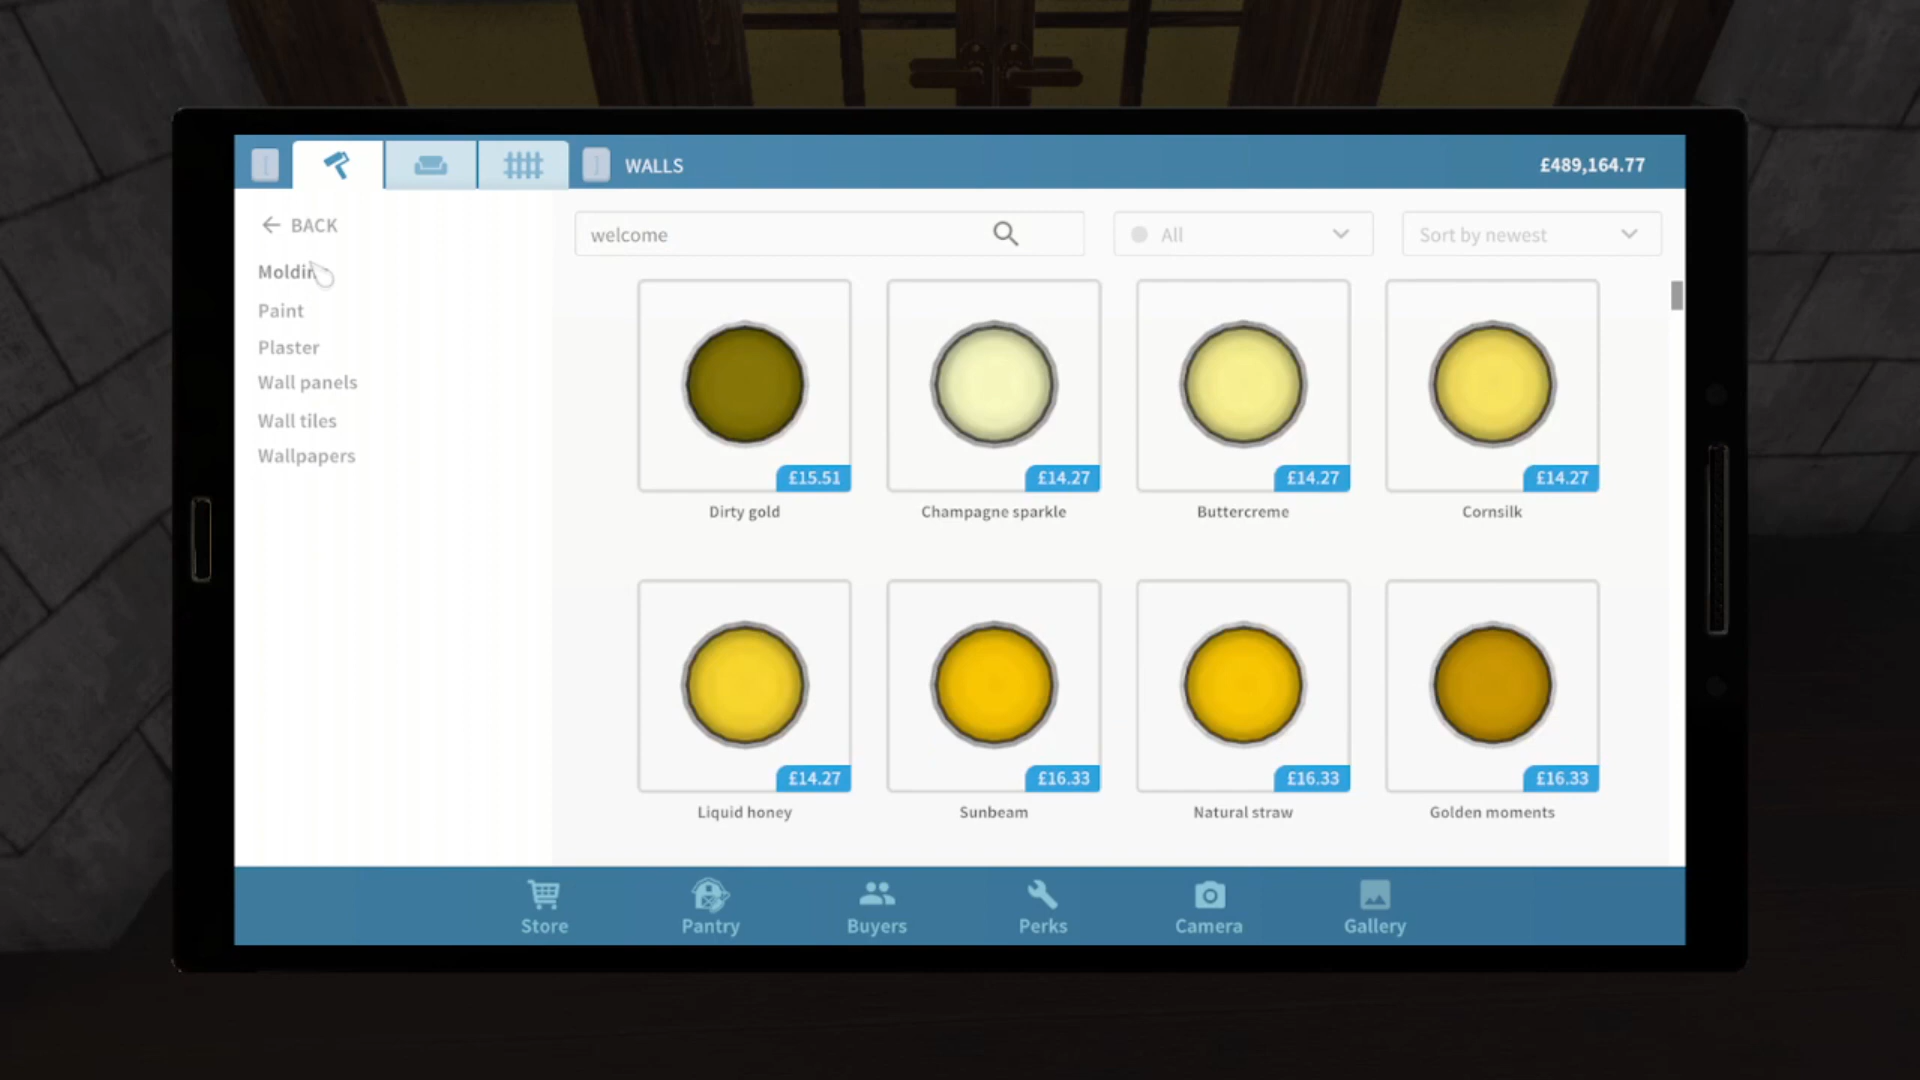 WALLS
£489,164.77
BACK
welcome
All
Sort by newest
Paint
Plaster
Wall panels
Wall tiles
Wallpapers
£15.51
£14.27
£14.27
£14.27
Dirty gold
Champagne sparkle
Buttercreme
Cornsilk
£14.27
£16.33
£16.33
£16.33
Liquid honey
Sunbeam
Natural straw
Golden moments
Store
Pantry
Buyers
Perks
Camera
Gallery